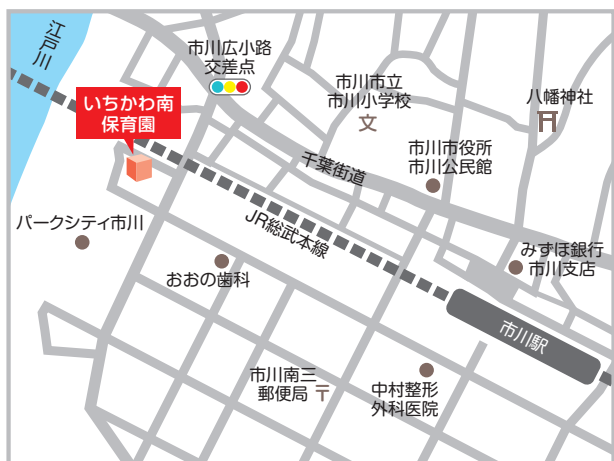 江戸川
市川広小路
交差点
いちかわ南
保育園
市川市立
市川小学校
文
八幡神社
千葉街道
市川市役所
市川公民館
パークシティ市川
JR総武本線
おおの歯科
みずほ銀行
市川支店
市川駅
市川南三
郵便局 〒
中村整形
外科医院